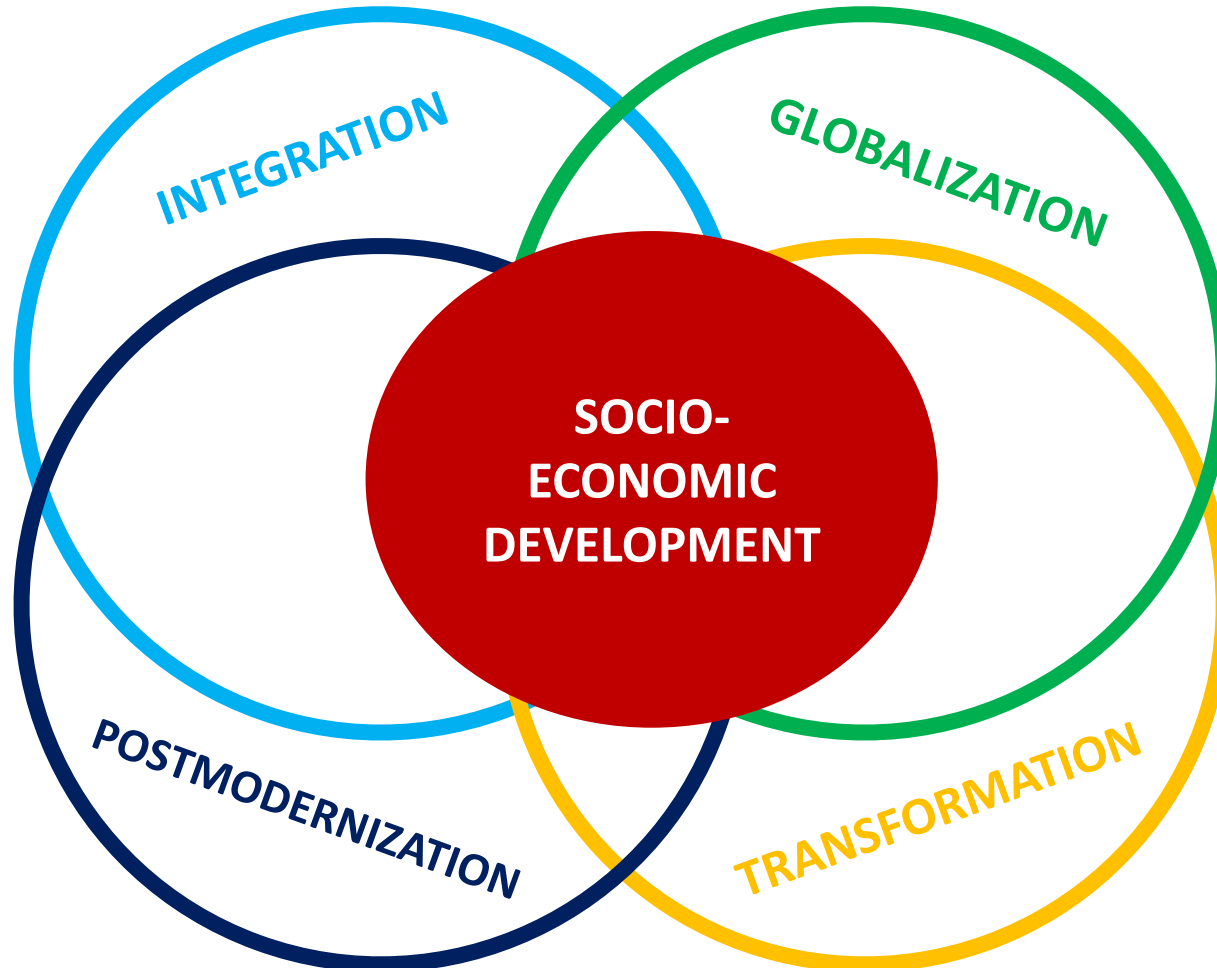 INTEGRATION
GLOBALIZATION
SOCIO-
ECONOMIC
DEVELOPMENT
POSTMODERNIZATION
TRANSFORMATION